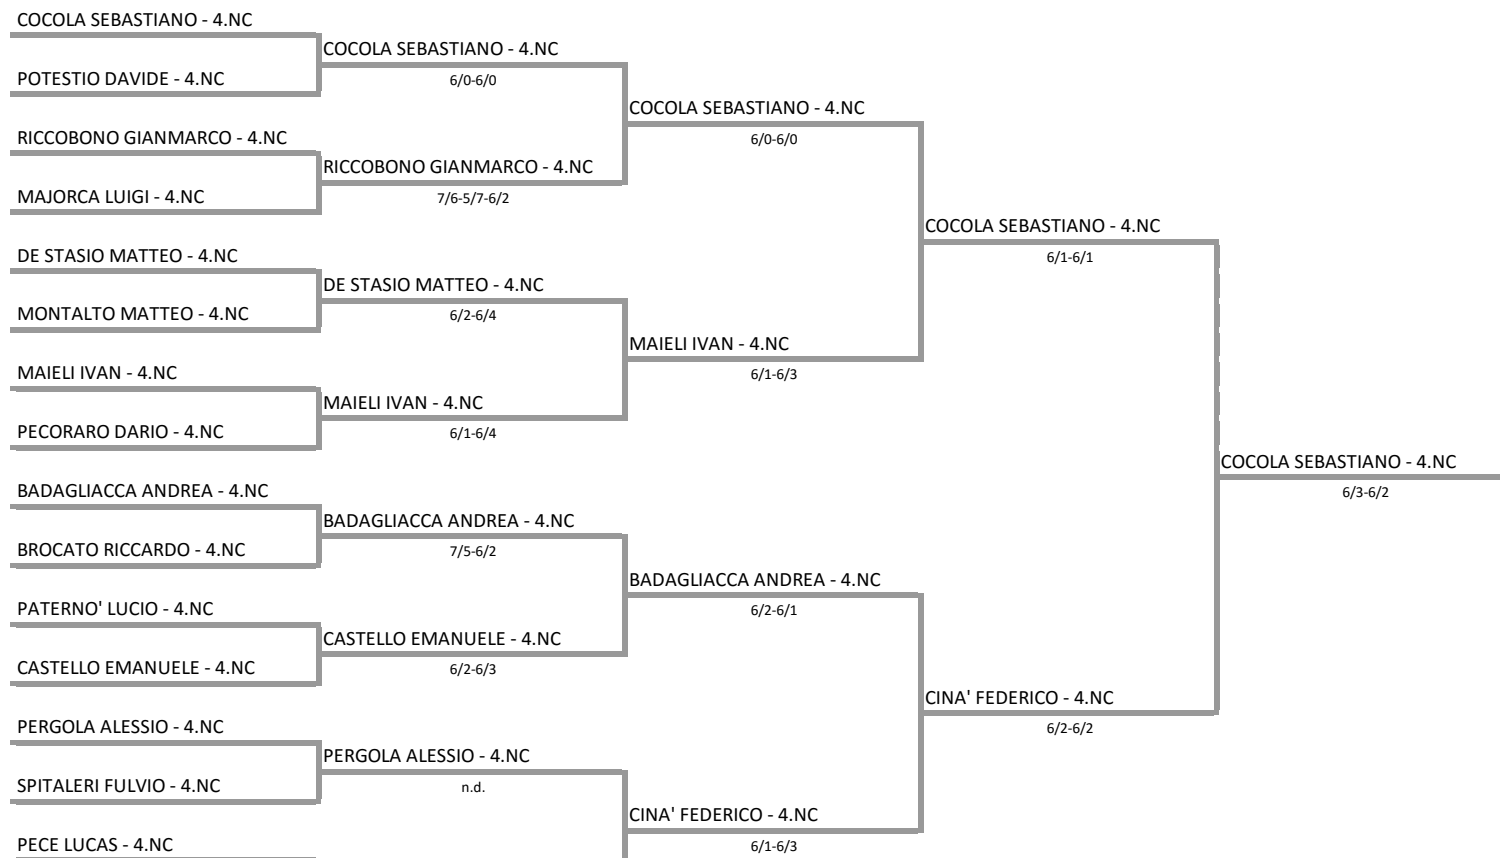 COCOLA SEBASTIANO - 4.NC
COCOLA SEBASTIANO - 4.NC
POTESTIO DAVIDE - 4.NC
6/0-6/0
COCOLA SEBASTIANO - 4.NC
RICCOBONO GIANMARCO - 4.NC
6/0-6/0
RICCOBONO GIANMARCO - 4.NC
MAJORCA LUIGI - 4.NC
7/6-5/7-6/2
COCOLA SEBASTIANO - 4.NC
DE STASIO MATTEO - 4.NC
6/1-6/1
DE STASIO MATTEO - 4.NC
MONTALTO MATTEO - 4.NC
6/2-6/4
MAIELI IVAN - 4.NC
MAIELI IVAN - 4.NC
6/1-6/3
MAIELI IVAN - 4.NC
PECORARO DARIO - 4.NC
6/1-6/4
COCOLA SEBASTIANO - 4.NC
BADAGLIACCA ANDREA - 4.NC
6/3-6/2
BADAGLIACCA ANDREA - 4.NC
BROCATO RICCARDO - 4.NC
7/5-6/2
BADAGLIACCA ANDREA - 4.NC
PATERNO' LUCIO - 4.NC
6/2-6/1
CASTELLO EMANUELE - 4.NC
CASTELLO EMANUELE - 4.NC
6/2-6/3
CINA' FEDERICO - 4.NC
PERGOLA ALESSIO - 4.NC
6/2-6/2
PERGOLA ALESSIO - 4.NC
SPITALERI FULVIO - 4.NC
n.d.
CINA' FEDERICO - 4.NC
PECE LUCAS - 4.NC
6/1-6/3